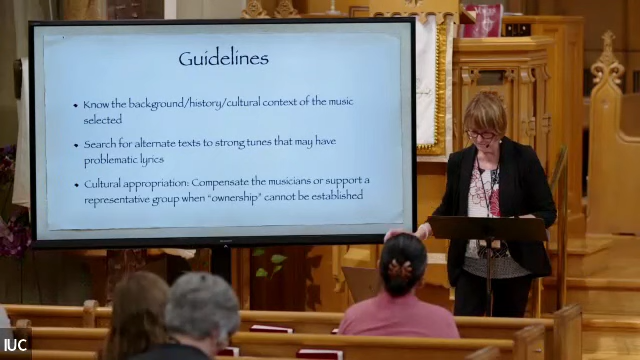 Guidelines
• Know the background/history/cultural context of the music
selected
• Search for alternate texts to strong tunes that may have
problematic lyrics
• Cultural appropriation: Compensate the musicians or support a
representative group when "ownership" cannot be established
IUC